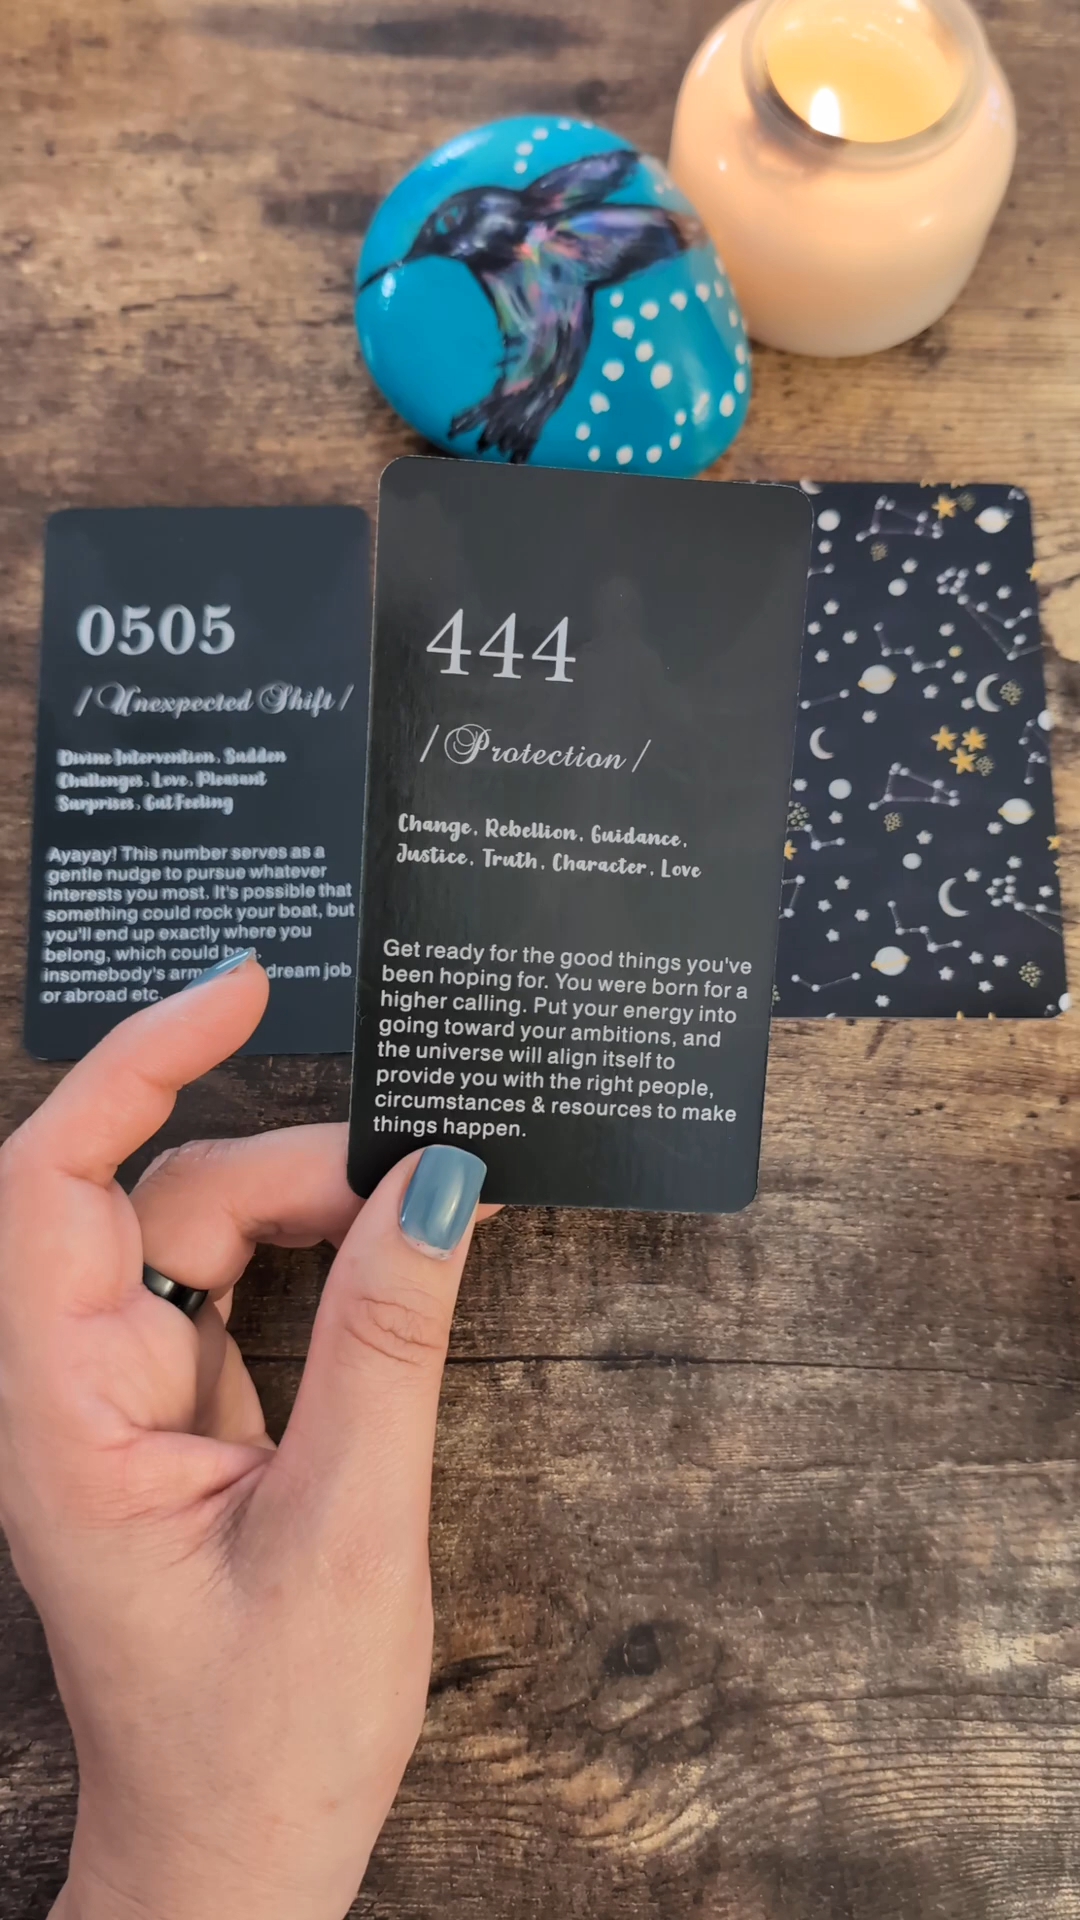 0505
/Unexpected Shift/
Divine Intervention, Sudden
Challenges, Love, Pleasant
Surprises, Gut Feeling
Ayayay! This number serves as a
gentle nudge to pursue whatever
interests you most. It's possible that
something could rock your boat, but
you'll end up exactly where you
belong, which could be
insomebody's arm dream job
or abroad etc.
444
/Protection/
Change, Rebellion, Guidance,
Justice, Truth, Character, Love
Get ready for the good things you've
been hoping for. You were born for a
higher calling. Put your energy into
going toward your ambitions, and
the universe will align itself to
provide you with the right people,
circumstances & resources to make
things happen.